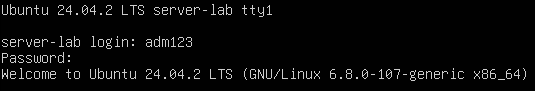 Ubuntu 24.04.2 LTS server-lab tty1
server-lab login: adm123
Password:
Welcome to Ubuntu 24.04.2 LTS (GNU/Linux 6.8.0-107-generic x86_64)